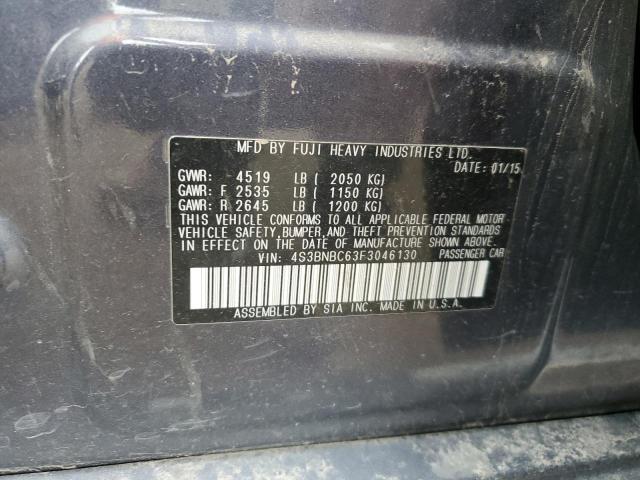 MFD BY FUJI HEAVY INDUSTRIES LTD.
DATE: 01/15
GVWR: 4519 LB ( 2050 KG)
GAWR: F 2535 LB ( 1150 KG)
GAWR: R 2645 LB ( 1200 KG)
THIS VEHICLE CONFORMS TO ALL APPLICABLE FEDERAL MOTOR
VEHICLE SAFETY, BUMPER, AND THEFT PREVENTION STANDARDS
IN EFFECT ON THE DATE OF MANUFACTURE SHOWN ABOVE.
VIN: 4S3BNBC63F3046130 PASSENGER CAR
ASSEMBLED BY SIA INC. MADE IN U.S.A.